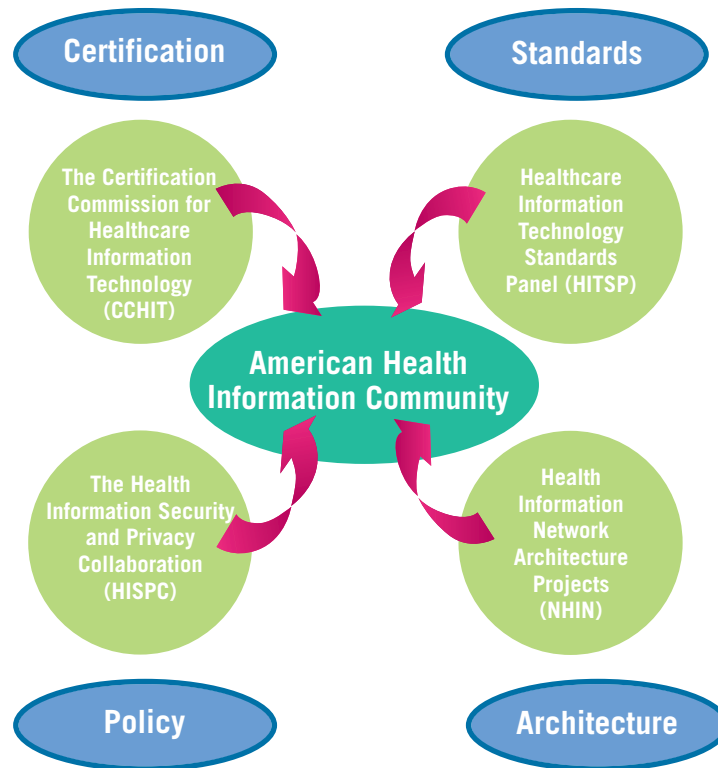 Certification
Standards
The Certification
Commission for
Healthcare
Information
Technology
(CCHIT)
Healthcare
Information
Technology
Standards
Panel (HITSP)
American Health
Information Community
The Health
Information Security
and Privacy
Collaboration
(HISPC)
Health
Information
Network
Architecture
Projects
(NHIN)
Policy
Architecture